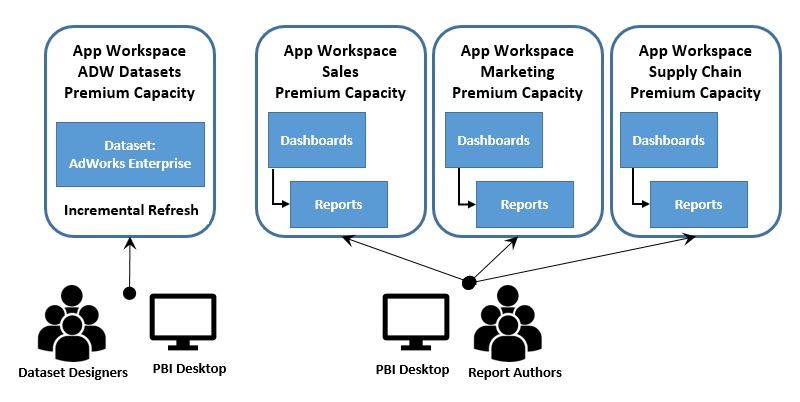 App Workspace
ADW Datasets
Premium Capacity
Dataset:
AdWorks Enterprise
Incremental Refresh
App Workspace
Sales
Premium Capacity
Dashboards
Reports
App Workspace
Marketing
Premium Capacity
Dashboards
Reports
App Workspace
Supply Chain
Premium Capacity
Dashboards
Reports
Dataset Designers
PBI Desktop
PBI Desktop
Report Authors